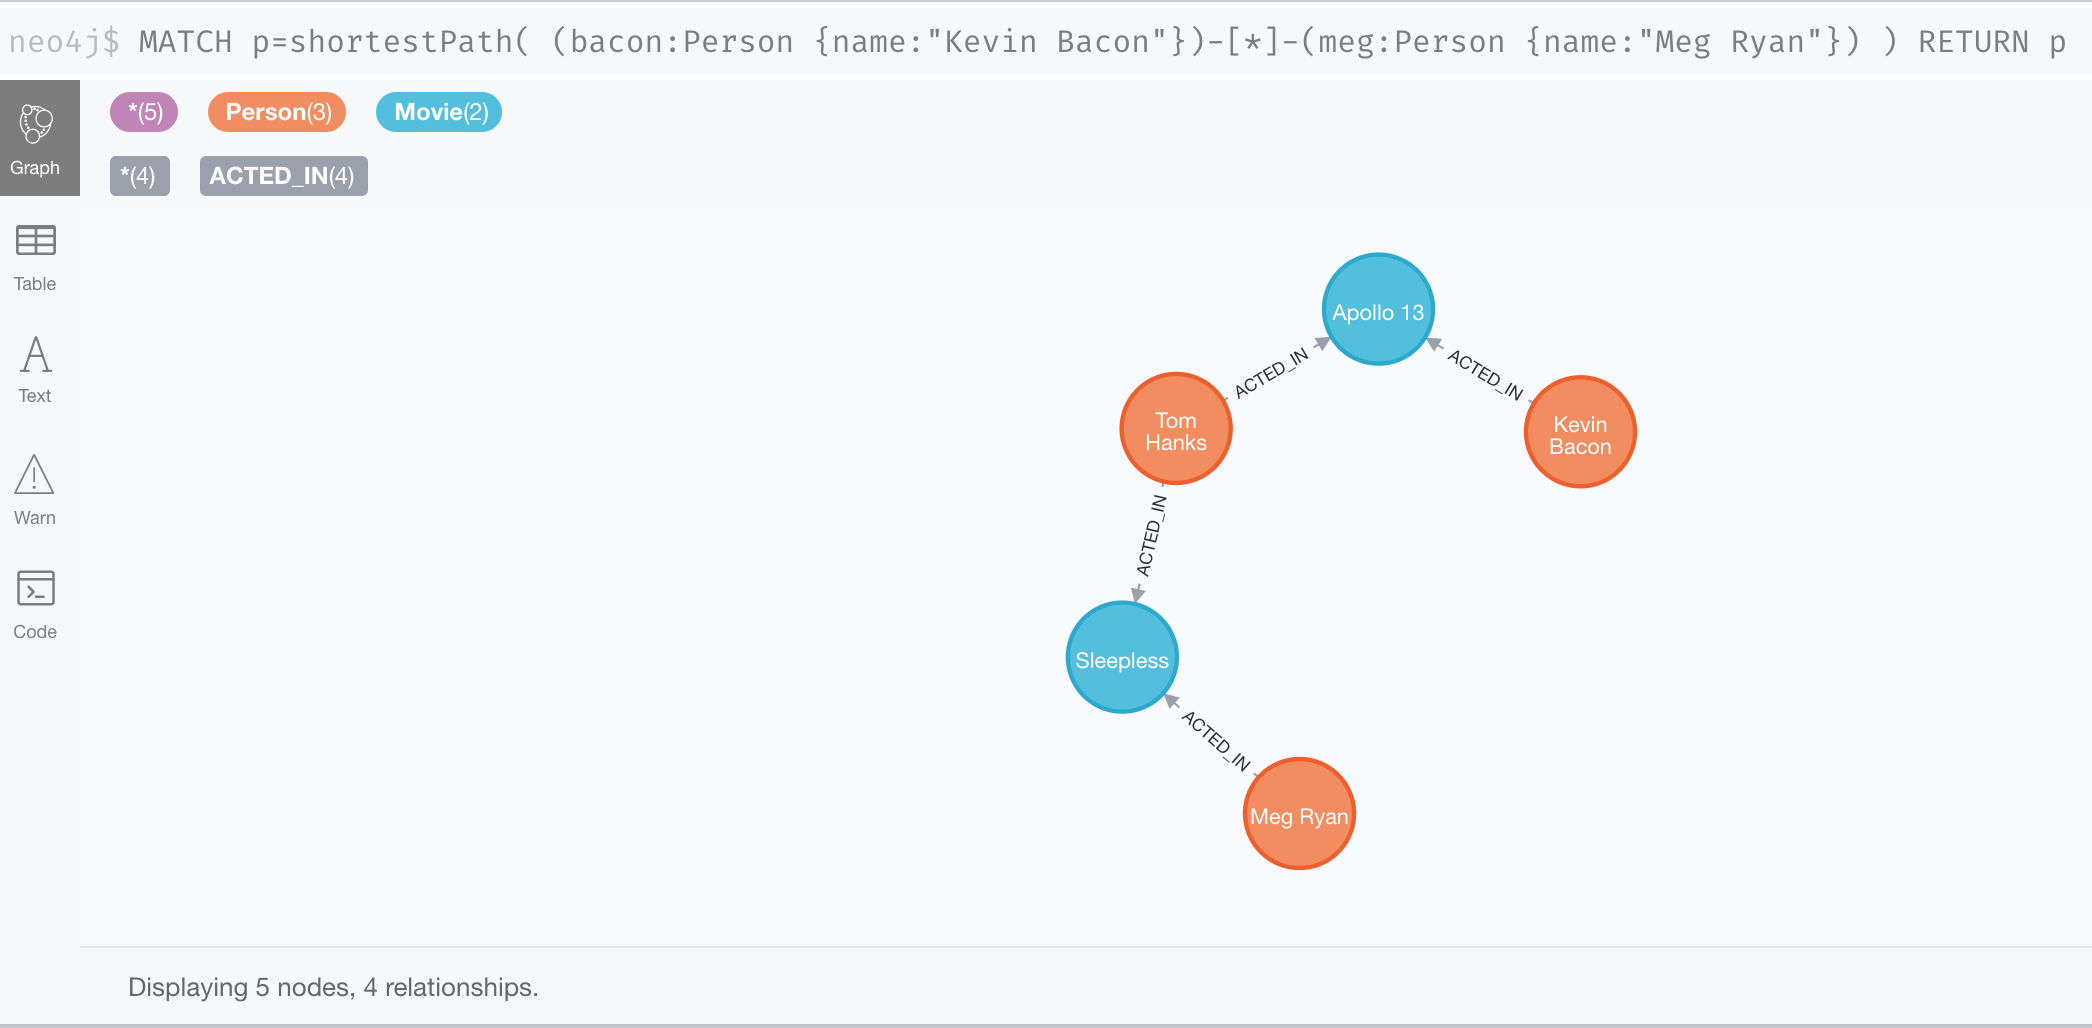 neo4j$ MATCH p=shortestPath( (bacon:Person {name:"Kevin Bacon"})-[*]-(meg:Person {name:"Meg Ryan"}) ) RETURN p
*(5) Person(3) Movie(2)
*(4) ACTED_IN(4)
Graph
Table
Text
Warn
Code
Apollo 13
ACTED_IN
ACTED_IN
Tom
Hanks
Kevin
Bacon
ACTED_IN
Sleepless
ACTED_IN
Meg Ryan
Displaying 5 nodes, 4 relationships.